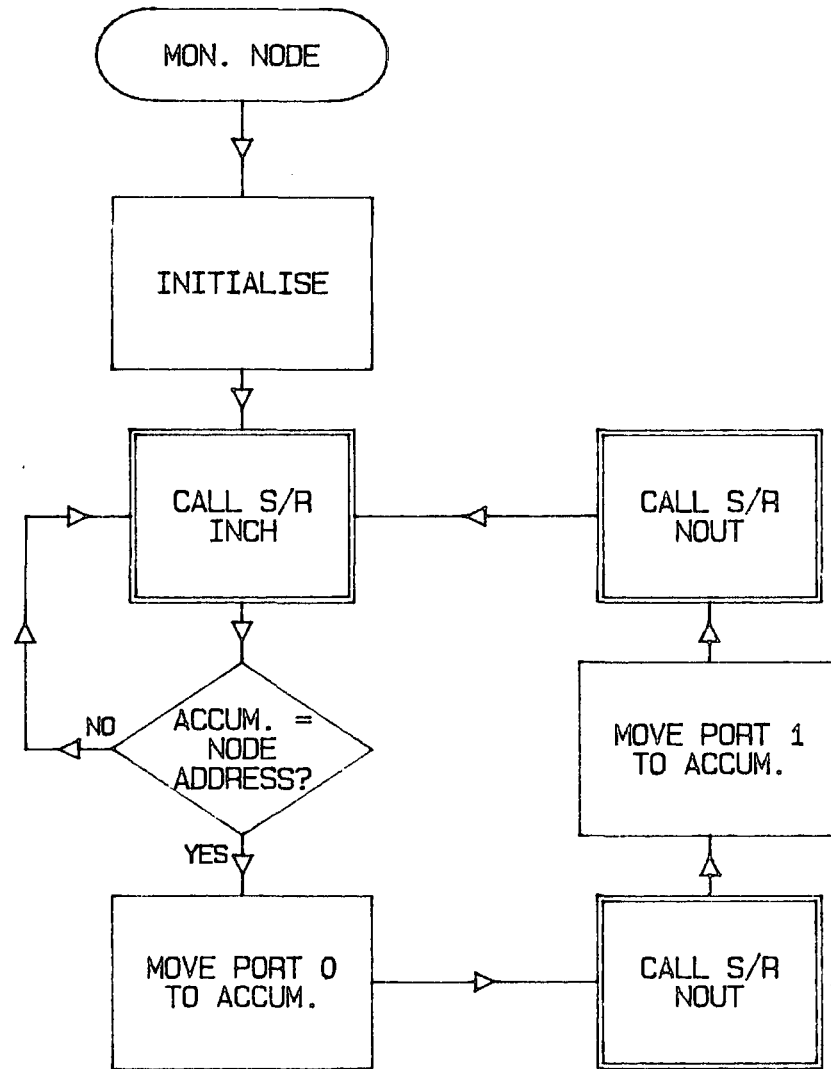 MON. NODE
INITIALISE
CALL S/R
INCH
CALL S/R
NOUT
NO
ACCUM. =
NODE
ADDRESS?
MOVE PORT 1
TO ACCUM.
YES
MOVE PORT 0
TO ACCUM.
CALL S/R
NOUT